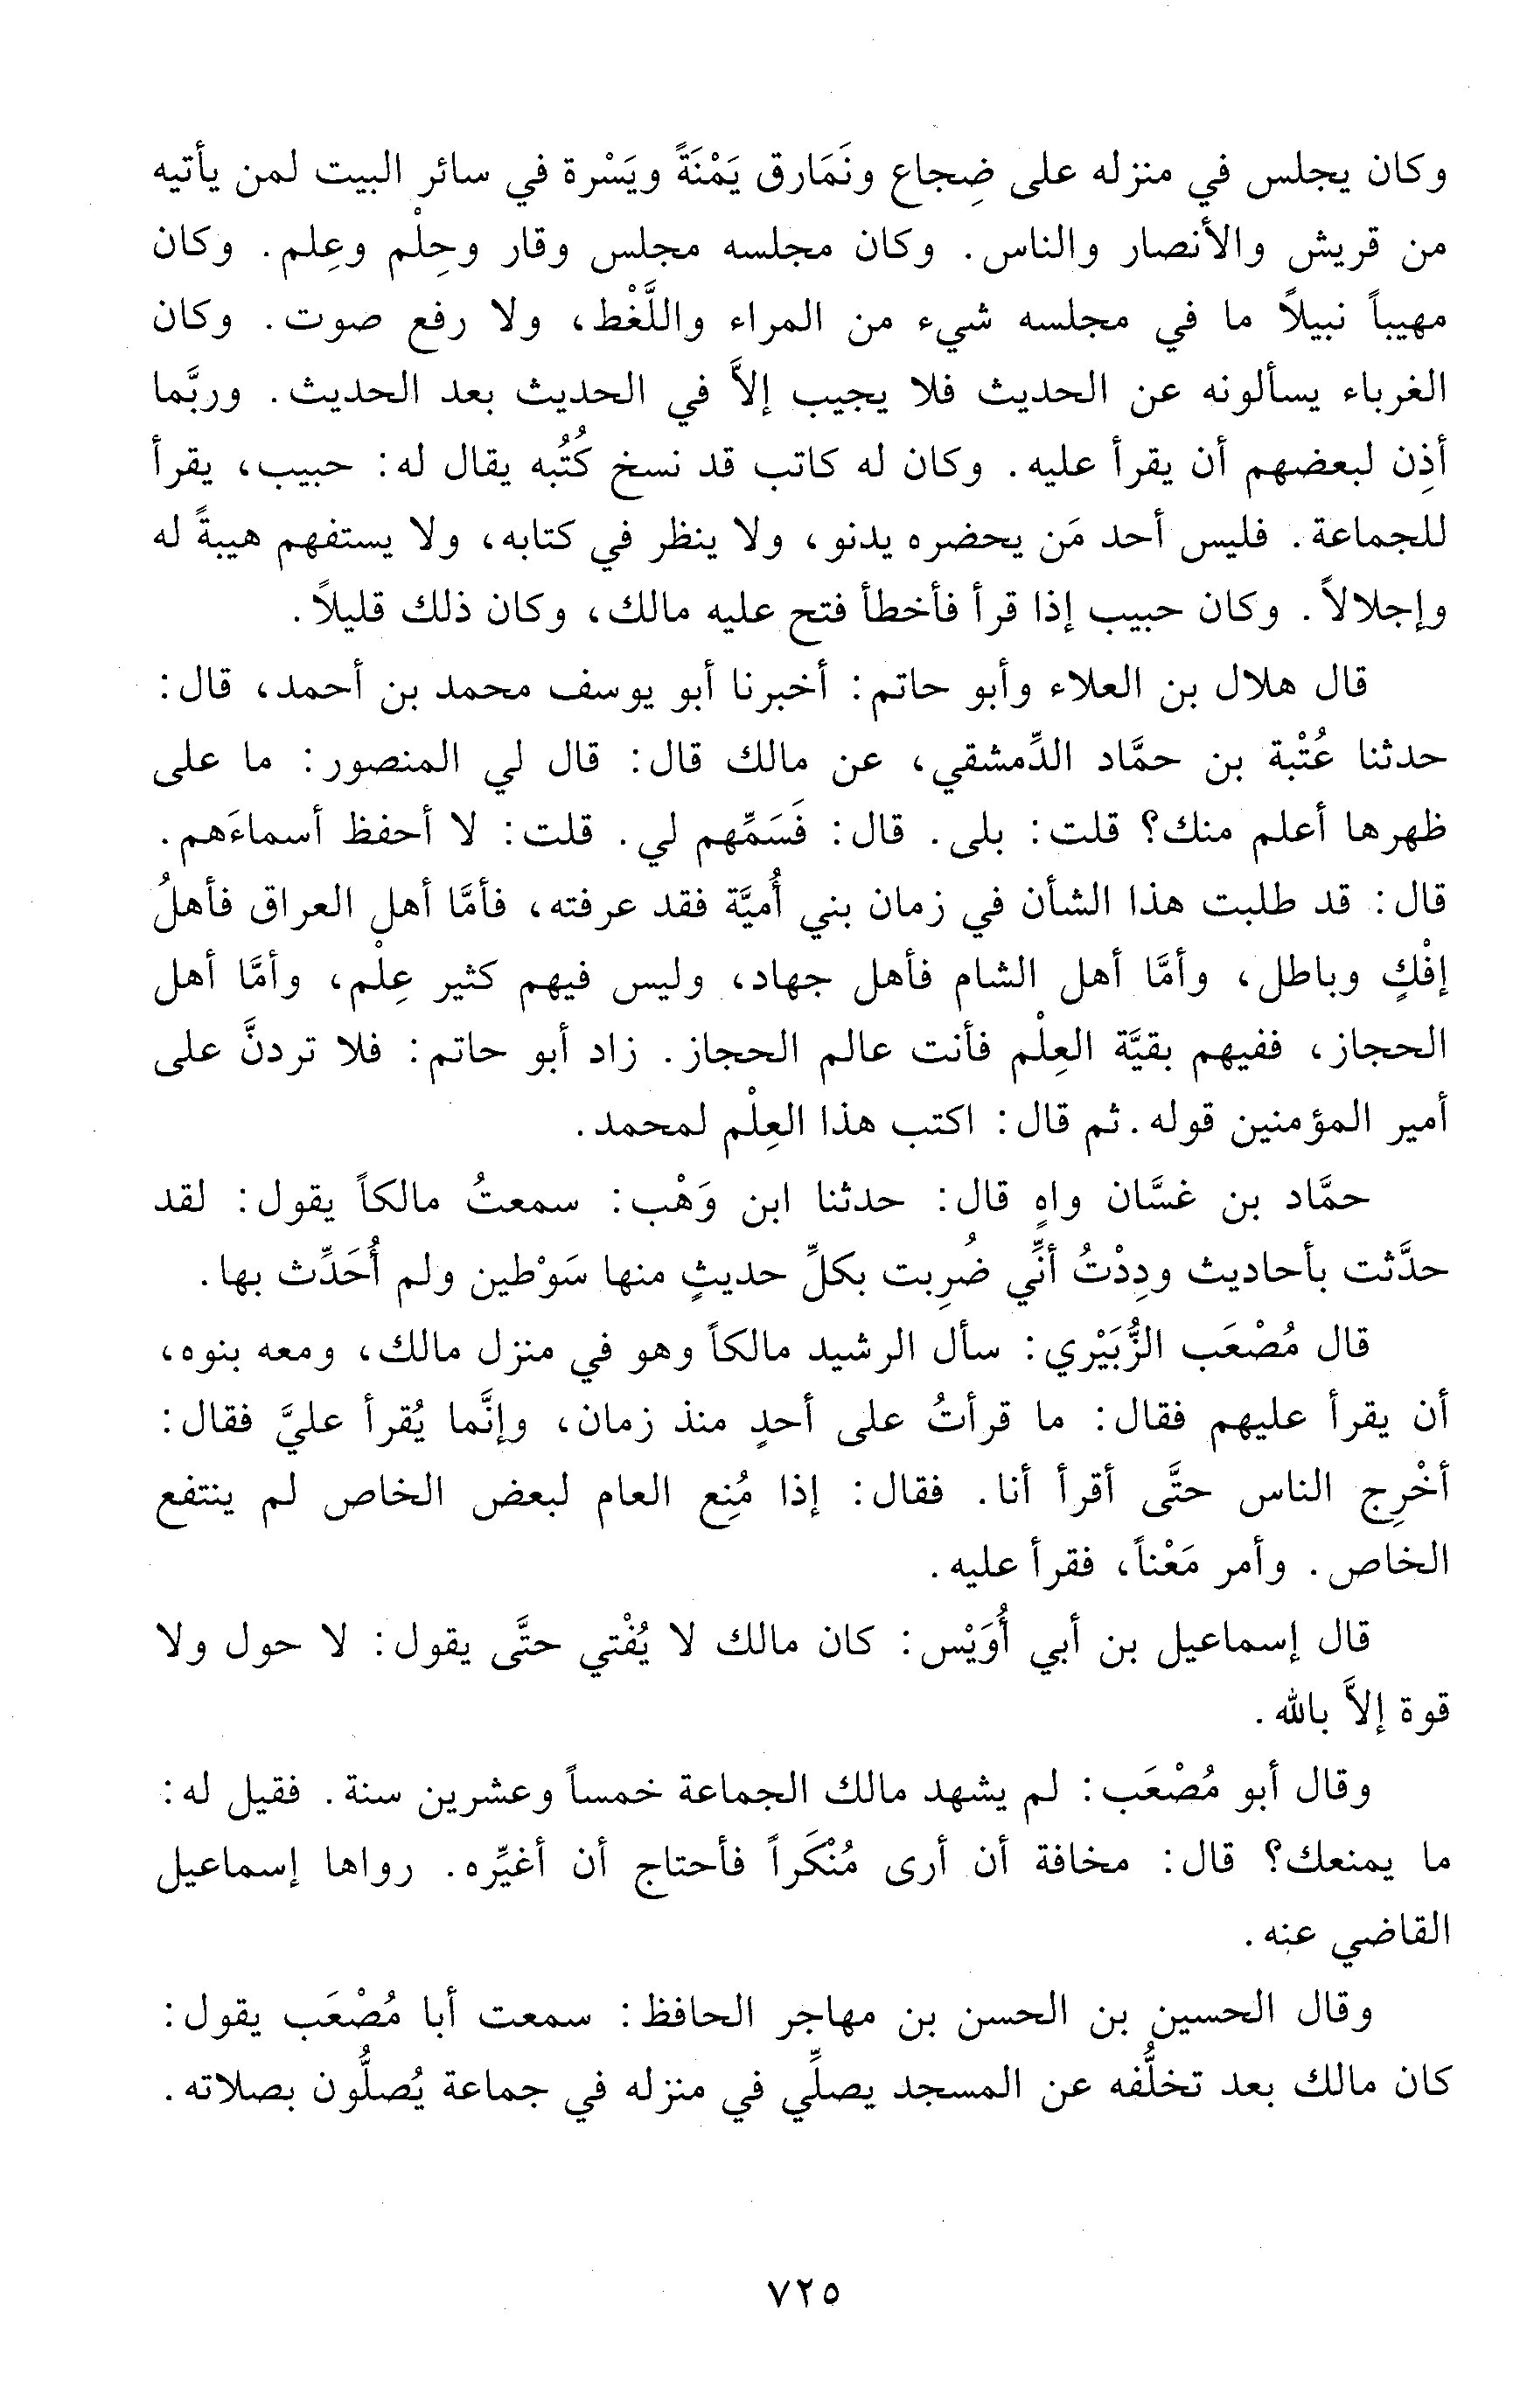 وكان يجلس في منزله على ضِجاع ونَمَارق يَمْنَةً ويَسْرة في سائر البيت لمن يأتيه
من قريش والأنصار والناس. وكان مجلسه مجلس وقار وحِلْم وعِلم. وكان
مهيباً نبيلاً ما في مجلسه شيء من المراء واللَّغْط، ولا رفع صوت. وكان
الغرباء يسألونه عن الحديث فلا يجيب إلاَّ في الحديث بعد الحديث. وربَّما
أذِن لبعضهم أن يقرأ عليه. وكان له كاتب قد نسخ كُتُبه يقال له: حبيب، يقرأ
للجماعة. فليس أحد مَن يحضره يدنو، ولا ينظر في كتابه، ولا يستفهم هيبةً له
وإجلالاً. وكان حبيب إذا قرأ فأخطأ فتح عليه مالك، وكان ذلك قليلاً.
قال هلال بن العلاء وأبو حاتم: أخبرنا أبو يوسف محمد بن أحمد، قال:
حدثنا عُتْبة بن حمَّاد الدِّمشقي، عن مالك قال: قال لي المنصور: ما على
ظهرها أعلم منك؟ قلت: بلى. قال: فَسَمِّهم لي. قلت: لا أحفظ أسماءَهم.
قال: قد طلبت هذا الشأن في زمان بني أُميَّة فقد عرفته، فأمَّا أهل العراق فأهلُ
إفْكٍ وباطل، وأمَّا أهل الشام فأهل جهاد، وليس فيهم كثير عِلْم، وأمَّا أهل
الحجاز، ففيهم بقيَّة العِلْم فأنت عالم الحجاز. زاد أبو حاتم: فلا تردنَّ على
أمير المؤمنين قوله. ثم قال: اكتب هذا العِلْم لمحمد.
حمَّاد بن غسَّان واهٍ قال: حدثنا ابن وَهْب: سمعتُ مالكاً يقول: لقد
حدَّثت بأحاديث ودِدْتُ أنِّي ضُرِبت بكلِّ حديثٍ منها سَوْطين ولم أُحَدِّث بها.
قال مُصْعَب الزُّبَيْري: سأل الرشيد مالكاً وهو في منزل مالك، ومعه بنوه،
أن يقرأ عليهم فقال: ما قرأتُ على أحدٍ منذ زمان، وإنَّما يُقرأ عليَّ فقال:
أخْرِج الناس حتَّى أقرأ أنا. فقال: إذا مُنِع العام لبعض الخاص لم ينتفع
الخاص. وأمر مَعْناً، فقرأ عليه.
قال إسماعيل بن أبي أُوَيْس: كان مالك لا يُفْتي حتَّى يقول: لا حول ولا
قوة إلاَّ بالله.
وقال أبو مُصْعَب: لم يشهد مالك الجماعة خمساً وعشرين سنة. فقيل له:
ما يمنعك؟ قال: مخافة أن أرى مُنْكَراً فأحتاج أن أغيِّره. رواها إسماعيل
القاضي عنه.
وقال الحسين بن الحسن بن مهاجر الحافظ: سمعت أبا مُصْعَب يقول:
كان مالك بعد تخلُّفه عن المسجد يصلِّي في منزله في جماعة يُصلُّون بصلاته.
٧٢٥